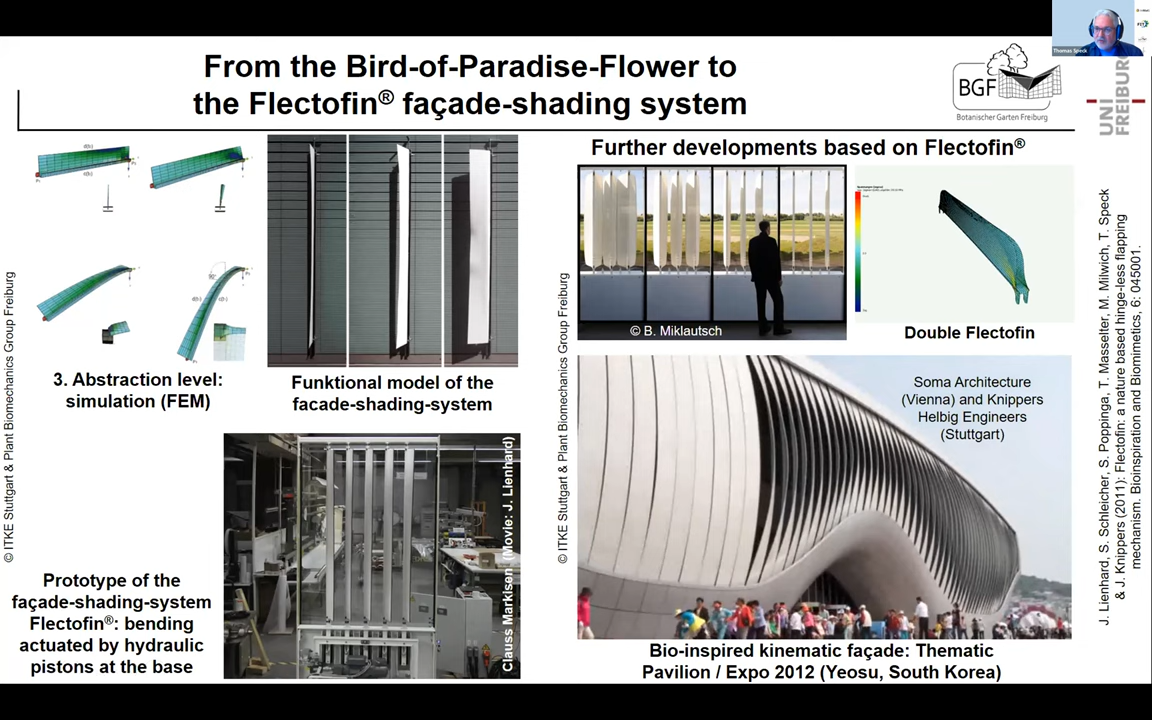 From the Bird-of-Paradise-Flower to
the Flectofin® façade-shading system
Thomas Speck
BGF
Botanischer Garten Freiburg
UNI
FREIBURG
3. Abstraction level:
simulation (FEM)
Funktional model of the
facade-shading-system
Prototype of the
façade-shading-system
Flectofin®: bending
actuated by hydraulic
pistons at the base
Clauss Markisen (Movie: J. Lienhard)
© ITKE Stuttgart & Plant Biomechanics Group Freiburg
Further developments based on Flectofin®
© B. Miklautsch
Double Flectofin
Soma Architecture
(Vienna) and Knippers
Helbig Engineers
(Stuttgart)
Bio-inspired kinematic façade: Thematic
Pavilion / Expo 2012 (Yeosu, South Korea)
© ITKE Stuttgart & Plant Biomechanics Group Freiburg
J. Lienhard, S. Schleicher, S. Poppinga, T. Masselter, M. Milwich, T. Speck
& J. Knippers (2011): Flectofin: a nature based hinge-less flapping
mechanism. Bioinspiration and Biomimetics, 6: 045001.